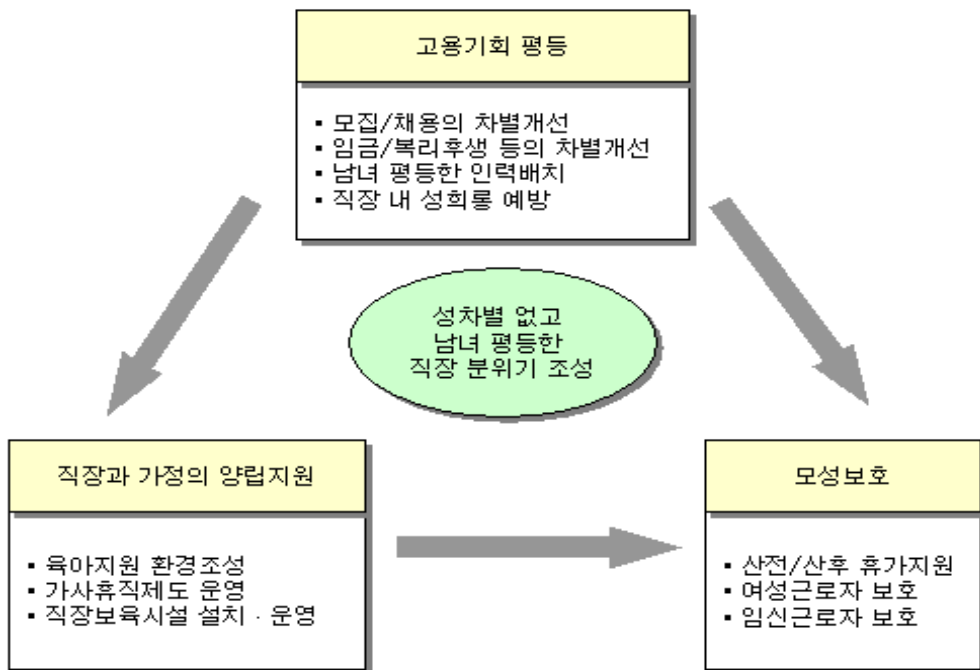 고용기회 평등
▪ 모집/채용의 차별개선
▪ 임금/복리후생 등의 차별개선
▪ 남녀 평등한 인력배치
▪ 직장 내 성희롱 예방
성차별 없고
남녀 평등한
직장 분위기 조성
직장과 가정의 양립지원
▪ 육아지원 환경조성
▪ 가사휴직제도 운영
▪ 직장보육시설 설치 · 운영
모성보호
▪ 산전/산후 휴가지원
▪ 여성근로자 보호
▪ 임신근로자 보호